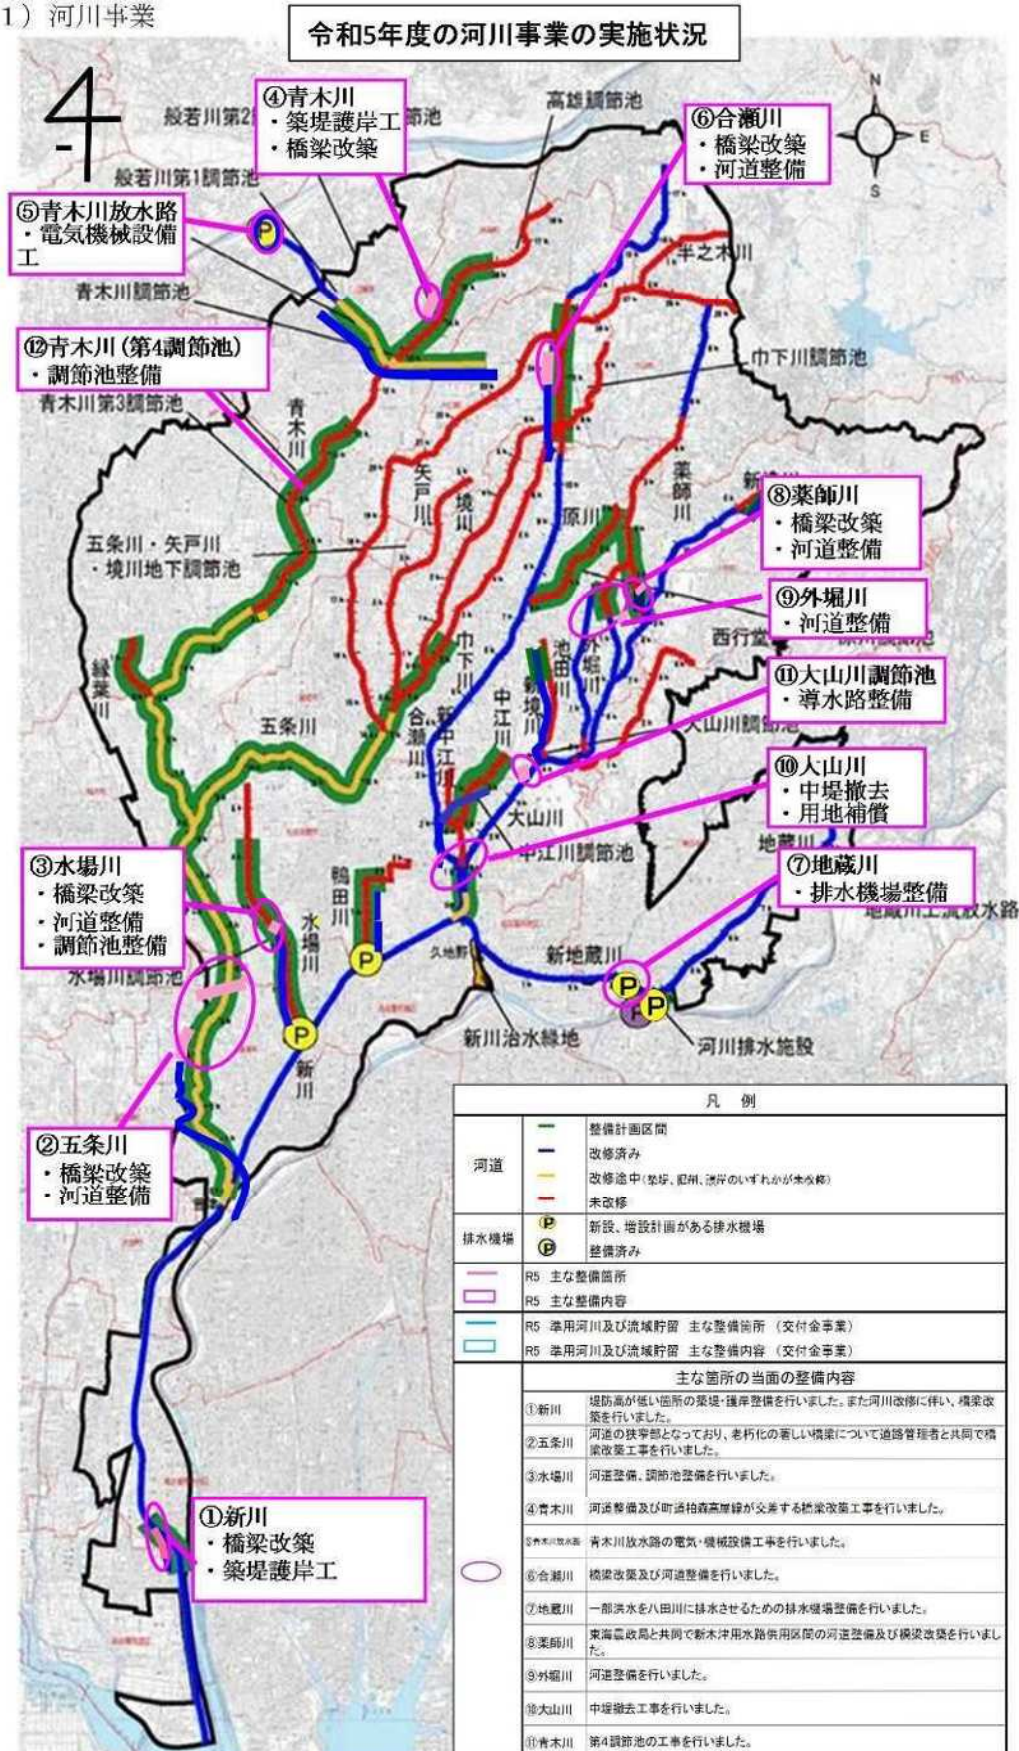 1）河川事業
令和5年度の河川事業の実施状況
④青木川
・築堤護岸工
・橋梁改築
高雄調節池
⑥合瀬川
・橋梁改築
・河道整備
N
E
S
般若川第2
節池
般若川第1調節池
⑤青木川放水路
・電気機械設備
工
P
半之木川
青木川調節池
⑫青木川(第4調節池)
・調節池整備
巾下川調節池
青木川第3調節池
青木川
矢戸川
境川
薬師川
原川
⑧薬師川
・橋梁改築
・河道整備
五条川・矢戸川
・境川地下調節池
⑨外堀川
・河道整備
西行堂
巾下川
池田川
外堀川
縁葉川
⑪大山川調節池
・導水路整備
五条川
合瀬川
新中江川
中江川
新境川
大山川調節池
⑩大山川
・中堤撤去
・用地補償
大山川
中江川調節池
地蔵川
③水場川
・橋梁改築
・河道整備
・調節池整備
鴨田川
⑦地蔵川
・排水機場整備
水場川
久地野
新地蔵川
地蔵川上流放水路
水場川調節池
P
P
P
P
P
新川治水緑地
河川排水施設
新川
②五条川
・橋梁改築
・河道整備
①新川
・橋梁改築
・築堤護岸工
凡 例
河道
整備計画区間
改修済み
改修途中(築堤、掘削、護岸のいずれかが未改修)
未改修
排水機場
P
新設、増設計画がある排水機場
P
整備済み
R5 主な整備箇所
R5 主な整備内容
R5 準用河川及び流域貯留 主な整備箇所 （交付金事業）
R5 準用河川及び流域貯留 主な整備内容 （交付金事業）
主な箇所の当面の整備内容
①新川 堤防高が低い箇所の築堤・護岸整備を行いました。また河川改修に伴い、橋梁改
築を行いました。
②五条川 河道の狭窄部となっており、老朽化の著しい橋梁について道路管理者と共同で橋
梁改築工事を行いました。
③水場川 河道整備、調節池整備を行いました。
④青木川 河道整備及び町道柏森高屋線が交差する橋梁改築工事を行いました。
⑤青木川放水路 青木川放水路の電気・機械設備工事を行いました。
⑥合瀬川 橋梁改築及び河道整備を行いました。
⑦地蔵川 一部洪水を八田川に排水させるための排水機場整備を行いました。
⑧薬師川 東海農政局と共同で新木津用水路供用区間の河道整備及び橋梁改築を行いまし
た。
⑨外堀川 河道整備を行いました。
⑩大山川 中堤撤去工事を行いました。
⑪青木川 第4調節池の工事を行いました。